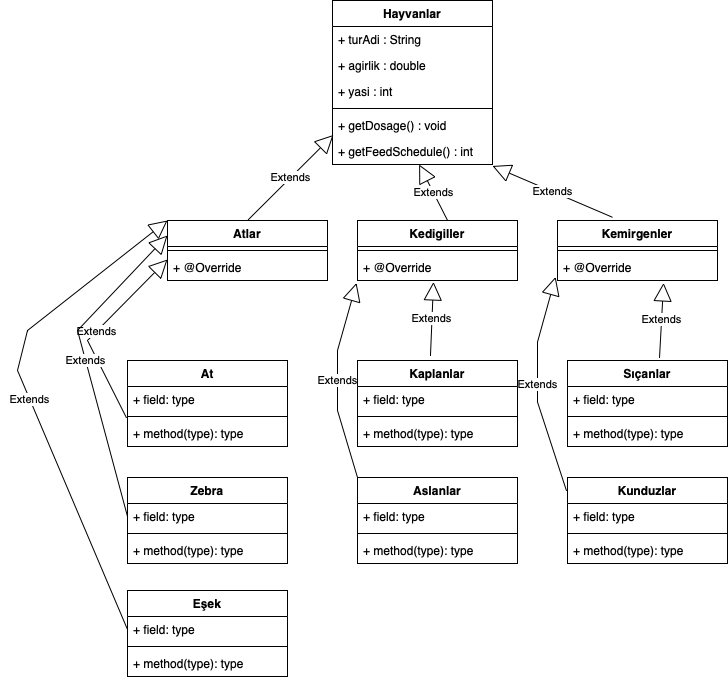 Hayvanlar
+ turAdi : String
+ agirlik : double
+ yasi : int
+ getDosage() : void
+ getFeedSchedule() : int
Extends
Extends
Extends
Atlar
+ @Override
Kedigiller
+ @Override
Kemirgenler
+ @Override
Extends
Extends
Extends
Extends
Extends
Extends
Extends
At
+ field: type
+ method(type): type
Kaplanlar
+ field: type
+ method(type): type
Sıçanlar
+ field: type
+ method(type): type
Zebra
+ field: type
+ method(type): type
Aslanlar
+ field: type
+ method(type): type
Kunduzlar
+ field: type
+ method(type): type
Eşek
+ field: type
+ method(type): type